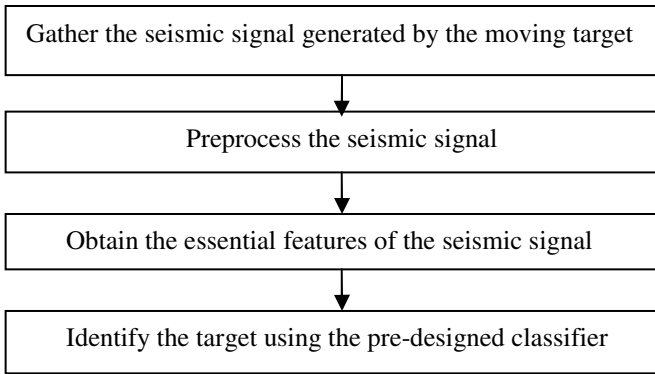 Gather the seismic signal generated by the moving target
Preprocess the seismic signal
Obtain the essential features of the seismic signal
Identify the target using the pre-designed classifier